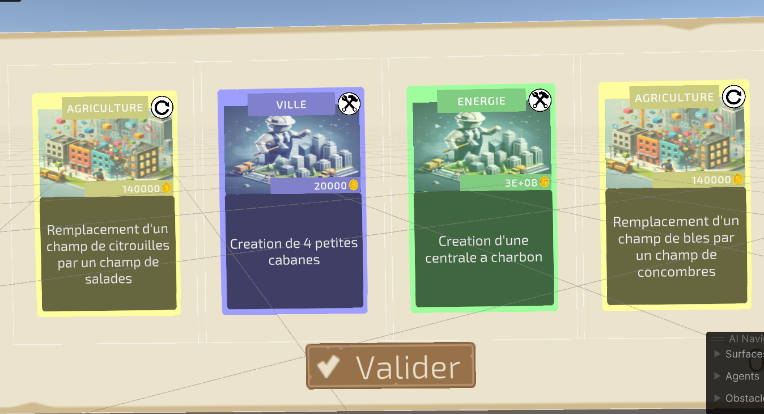 AGRICULTURE
140000
Remplacement d'un
champ de citrouilles
par un champ de
salades
VILLE
20000
Creation de 4 petites
cabanes
ENERGIE
3E+08
Creation d'une
centrale a charbon
AGRICULTURE
140000
Remplacement d'un
champ de bles par
un champ de
concombres
Valider
AI Navi
Surface
Agents
Obstacl